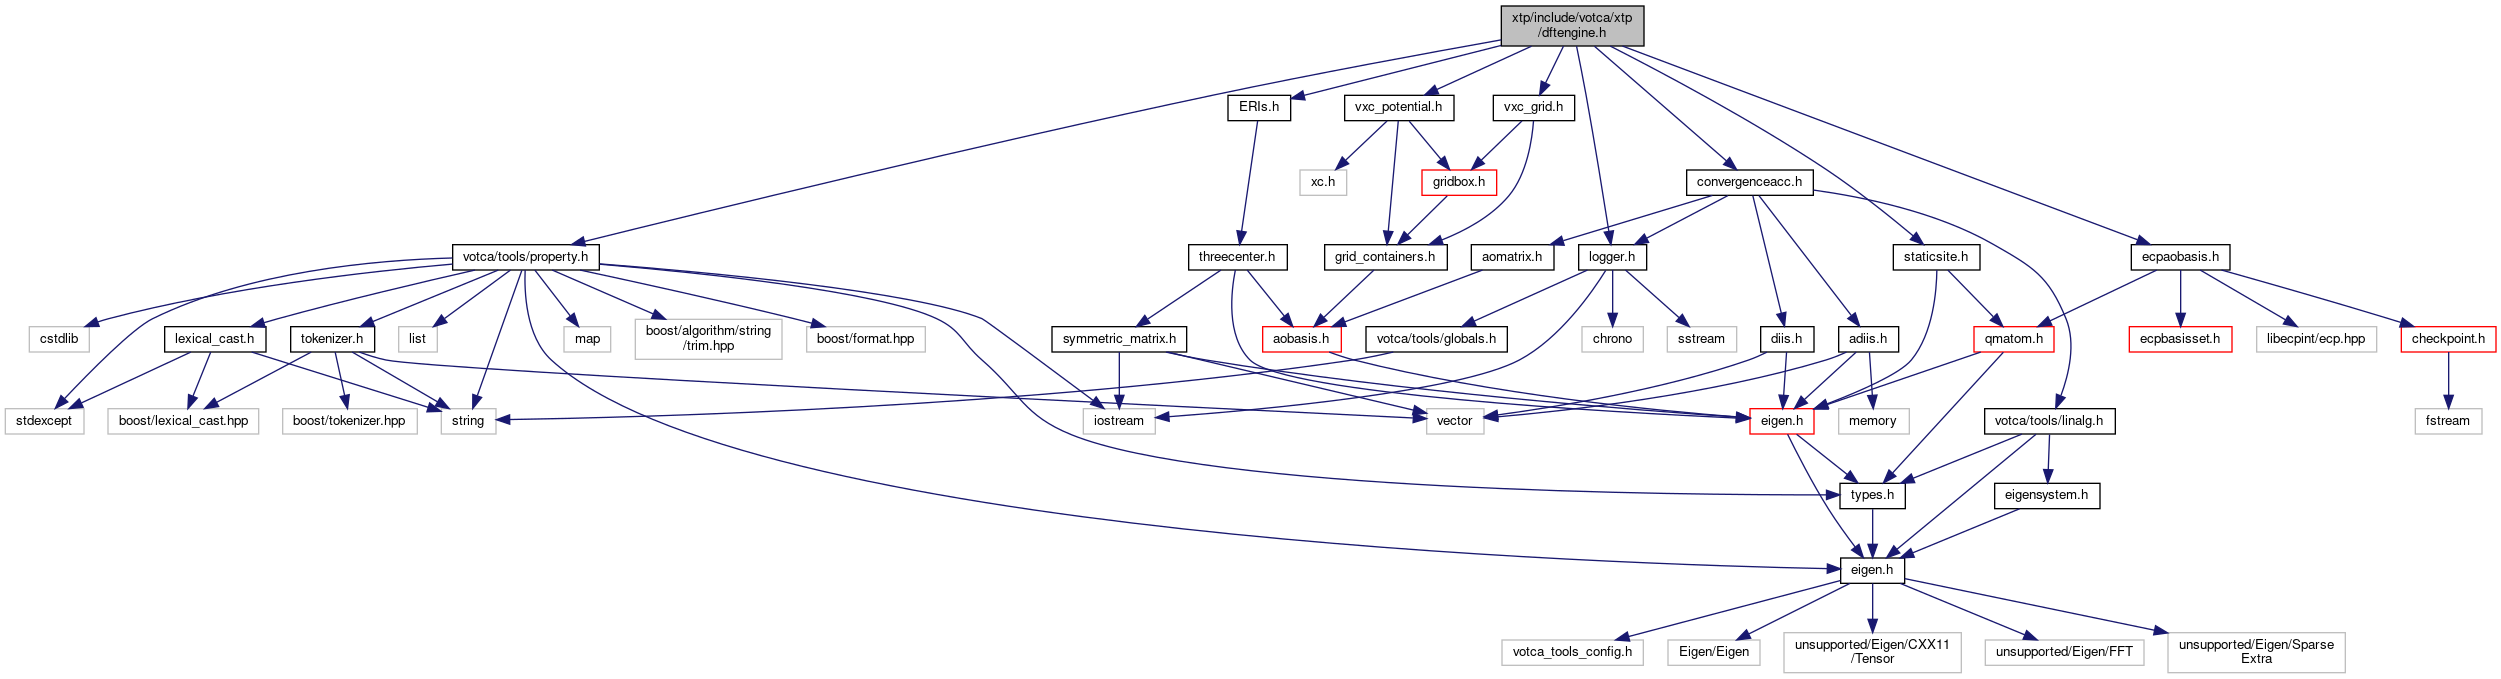 xtp/include/votca/xtp
/dftengine.h
ERIs.h
vxc_potential.h
vxc_grid.h
xc.h
gridbox.h
convergenceacc.h
votca/tools/property.h
threecenter.h
grid_containers.h
aomatrix.h
logger.h
staticsite.h
ecpaobasis.h
cstdlib
lexical_cast.h
tokenizer.h
list
map
boost/algorithm/string
/trim.hpp
boost/format.hpp
symmetric_matrix.h
aobasis.h
votca/tools/globals.h
chrono
sstream
diis.h
adiis.h
qmatom.h
ecpbasisset.h
libecpint/ecp.hpp
checkpoint.h
stdexcept
boost/lexical_cast.hpp
boost/tokenizer.hpp
string
iostream
vector
eigen.h
memory
votca/tools/linalg.h
fstream
types.h
eigensystem.h
eigen.h
votca_tools_config.h
Eigen/Eigen
unsupported/Eigen/CXX11
/Tensor
unsupported/Eigen/FFT
unsupported/Eigen/Sparse
Extra